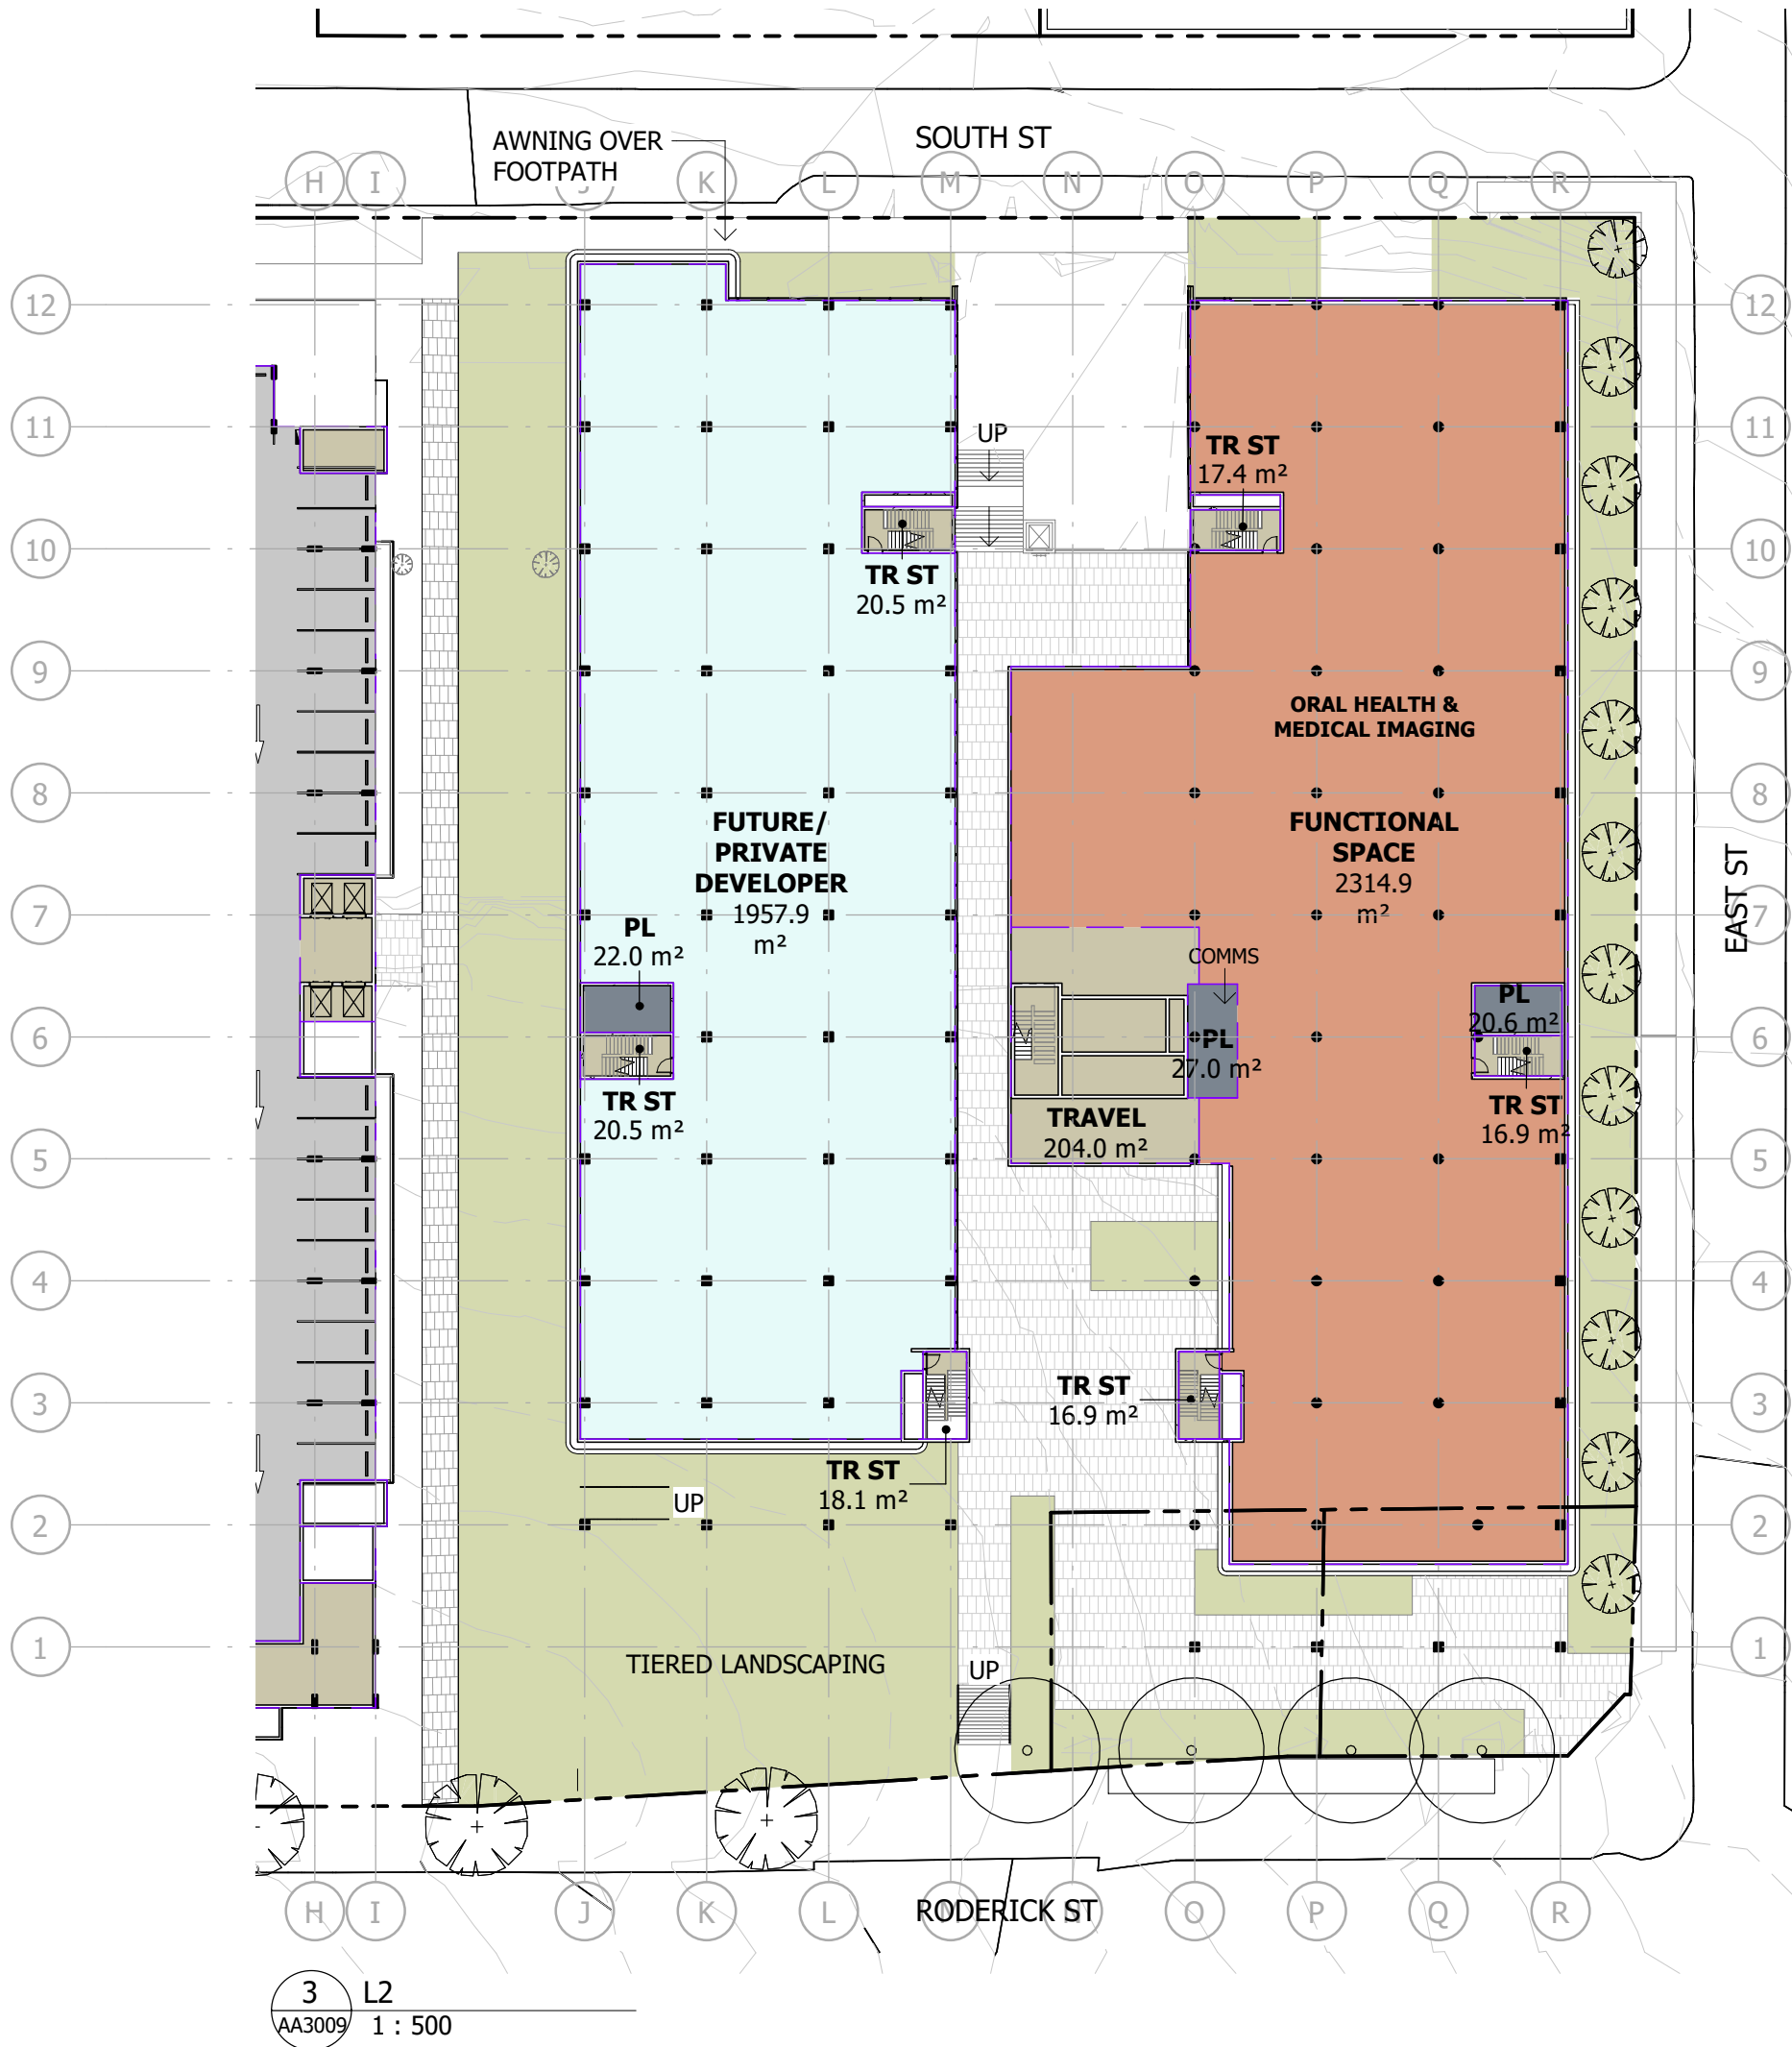 SOUTH ST
AWNING OVER
FOOTPATH
H I J K L M N O P Q R
12 12
11 11
UP
TR ST
17.4 m²
10 10
TR ST
20.5 m²
9 9
ORAL HEALTH &
MEDICAL IMAGING
8 8
FUTURE/
PRIVATE
DEVELOPER
1957.9
m²
FUNCTIONAL
SPACE
2314.9
m²
EAST ST
7 7
PL
22.0 m²
COMMS
PL
20.6 m²
6 6
PL
27.0 m²
TR ST
20.5 m²
TRAVEL
204.0 m²
TR ST
16.9 m²
5 5
4 4
3 3
TR ST
16.9 m²
TR ST
18.1 m²
UP
2 2
1 1
TIERED LANDSCAPING
UP
H I J K L M N O P Q R
RODERICK ST
3 L2
AA3009 1 : 500